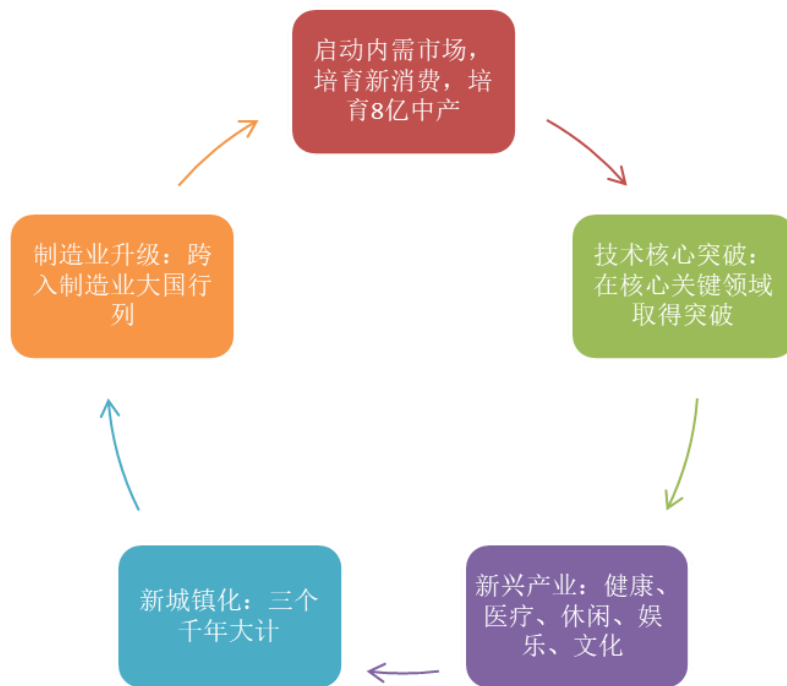 启动内需市场，
培育新消费，培
育8亿中产
技术核心突破：
在核心关键领域
取得突破
新兴产业：健康、
医疗、休闲、娱
乐、文化
新城镇化：三个
千年大计
制造业升级：跨
入制造业大国行
列